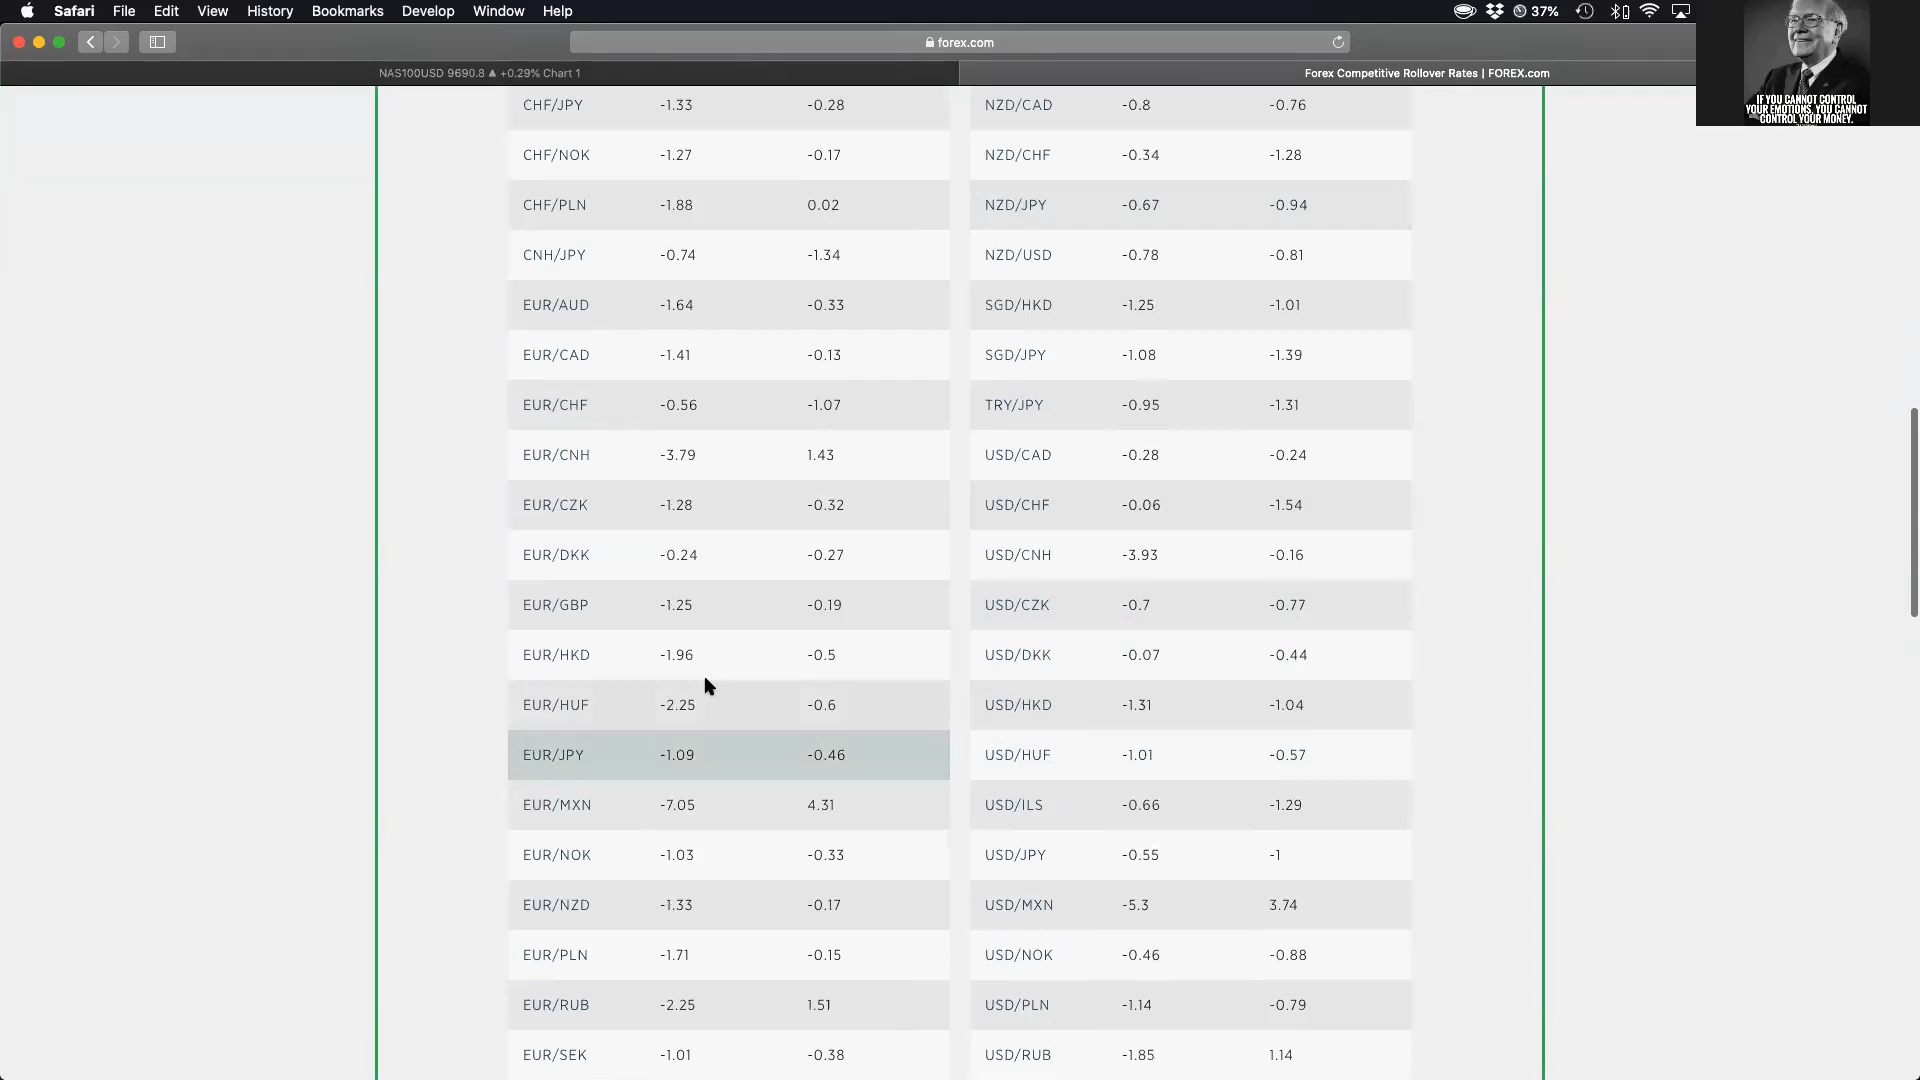 Safari File Edit View History Bookmarks Develop Window Help 37%
forex.com
NAS100USD 9690.8 ▲ +0.29% Chart 1
Forex Competitive Rollover Rates | FOREX.com
IF YOU CANNOT CONTROL
YOUR EMOTIONS, YOU CANNOT
CONTROL YOUR MONEY.
CHF/JPY -1.33 -0.28 NZD/CAD -0.8 -0.76
CHF/NOK -1.27 -0.17 NZD/CHF -0.34 -1.28
CHF/PLN -1.88 0.02 NZD/JPY -0.67 -0.94
CNH/JPY -0.74 -1.34 NZD/USD -0.78 -0.81
EUR/AUD -1.64 -0.33 SGD/HKD -1.25 -1.01
EUR/CAD -1.41 -0.13 SGD/JPY -1.08 -1.39
EUR/CHF -0.56 -1.07 TRY/JPY -0.95 -1.31
EUR/CNH -3.79 1.43 USD/CAD -0.28 -0.24
EUR/CZK -1.28 -0.32 USD/CHF -0.06 -1.54
EUR/DKK -0.24 -0.27 USD/CNH -3.93 -0.16
EUR/GBP -1.25 -0.19 USD/CZK -0.7 -0.77
EUR/HKD -1.96 -0.5 USD/DKK -0.07 -0.44
EUR/HUF -2.25 -0.6 USD/HKD -1.31 -1.04
EUR/JPY -1.09 -0.46 USD/HUF -1.01 -0.57
EUR/MXN -7.05 4.31 USD/ILS -0.66 -1.29
EUR/NOK -1.03 -0.33 USD/JPY -0.55 -1
EUR/NZD -1.33 -0.17 USD/MXN -5.3 3.74
EUR/PLN -1.71 -0.15 USD/NOK -0.46 -0.88
EUR/RUB -2.25 1.51 USD/PLN -1.14 -0.79
EUR/SEK -1.01 -0.38 USD/RUB -1.85 1.14